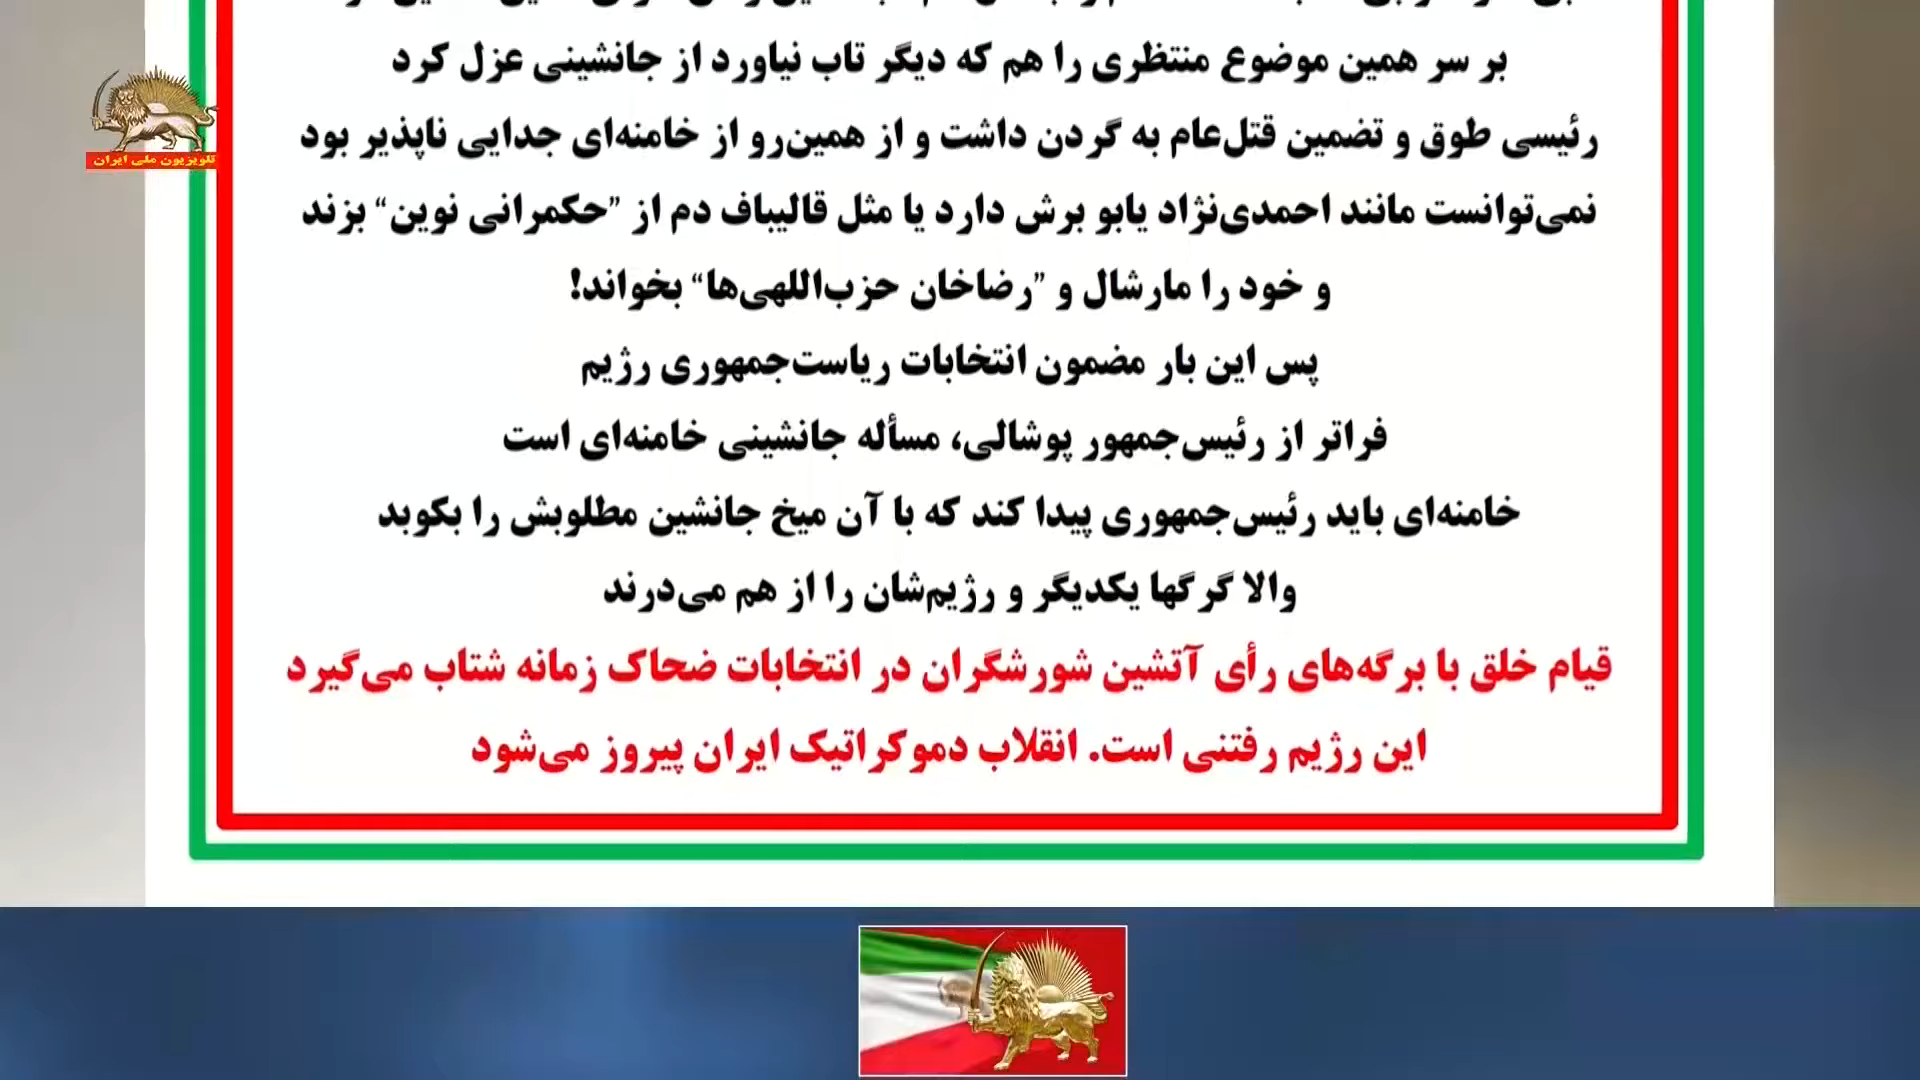 بر سر همین موضوع منتظری را هم که دیگر تاب نیاورد از جانشینی عزل کرد
رئیسی طوق و تضمین قتل‌عام به گردن داشت و از همین‌رو از خامنه‌ای جدایی ناپذیر بود
نمی‌توانست مانند احمدی‌نژاد یابو برش دارد یا مثل قالیباف دم از ”حکمرانی نوین“ بزند
و خود را مارشال و ”رضاخان حزب‌اللهی‌ها“ بخواند!
پس این بار مضمون انتخابات ریاست‌جمهوری رژیم
فراتر از رئیس‌جمهور پوشالی، مسأله جانشینی خامنه‌ای است
خامنه‌ای باید رئیس‌جمهوری پیدا کند که با آن میخ جانشین مطلوبش را بکوبد
والا گرگها یکدیگر و رژیم‌شان را از هم می‌درند
قیام خلق با برگه‌های رأی آتشین شورشگران در انتخابات ضحاک زمانه شتاب می‌گیرد
این رژیم رفتنی است. انقلاب دموکراتیک ایران پیروز می‌شود
تلویزیون ملی ایران